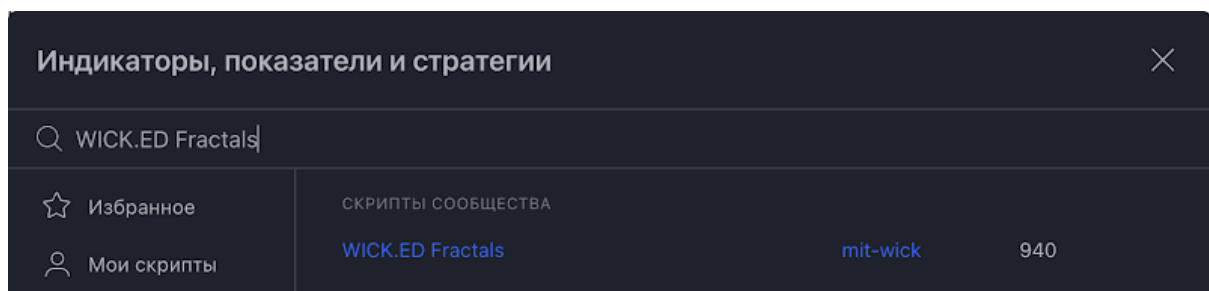 Индикаторы, показатели и стратегии
WICK.ED Fractals
Избранное
Мои скрипты
СКРИПТЫ СООБЩЕСТВА
WICK.ED Fractals mit-wick 940